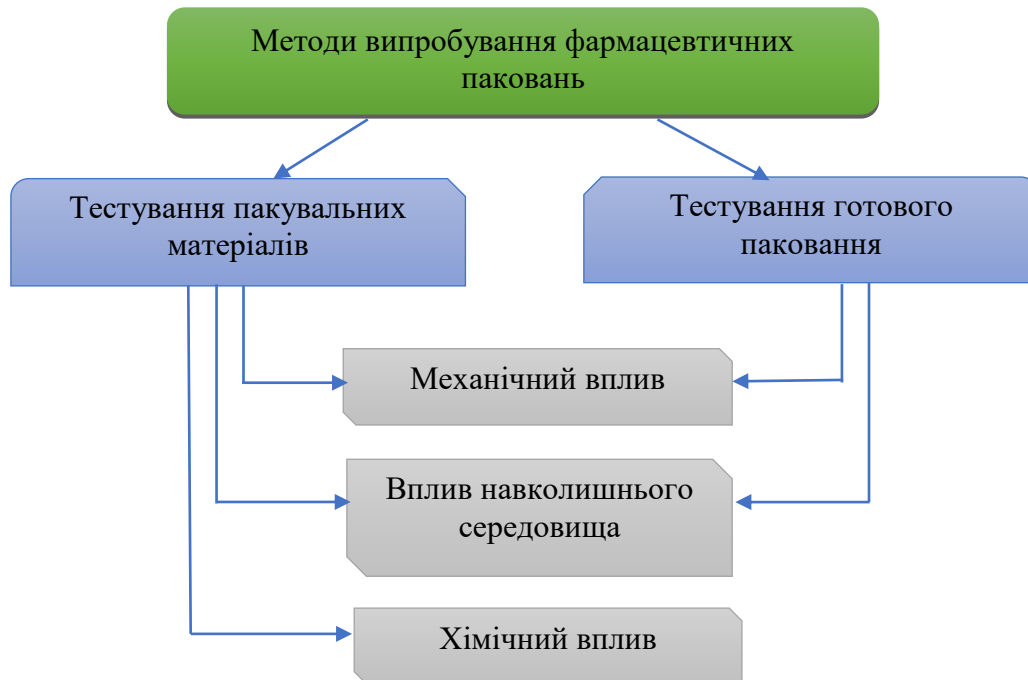 Методи випробування фармацевтичних
паковань
Тестування пакувальних
матеріалів
Тестування готового
паковання
Механічний вплив
Вплив навколишнього
середовища
Хімічний вплив